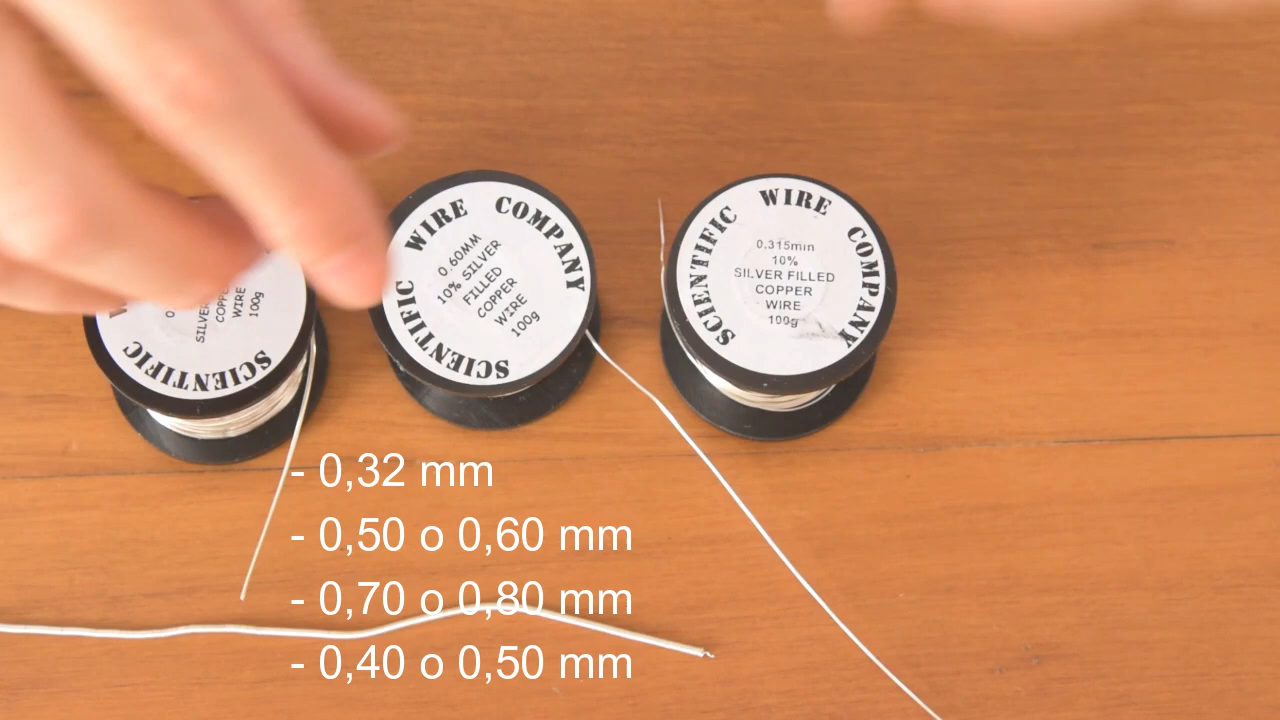 SCIENTIFIC
WIRE
100g
SCIENTIFIC WIRE COMPANY
0.60MM
10% SILVER
FILLED
COPPER
WIRE
100g
SCIENTIFIC WIRE COMPANY
0.315min
10%
SILVER FILLED
COPPER
WIRE
100g
- 0,32 mm
- 0,50 o 0,60 mm
- 0,70 o 0,80 mm
- 0,40 o 0,50 mm